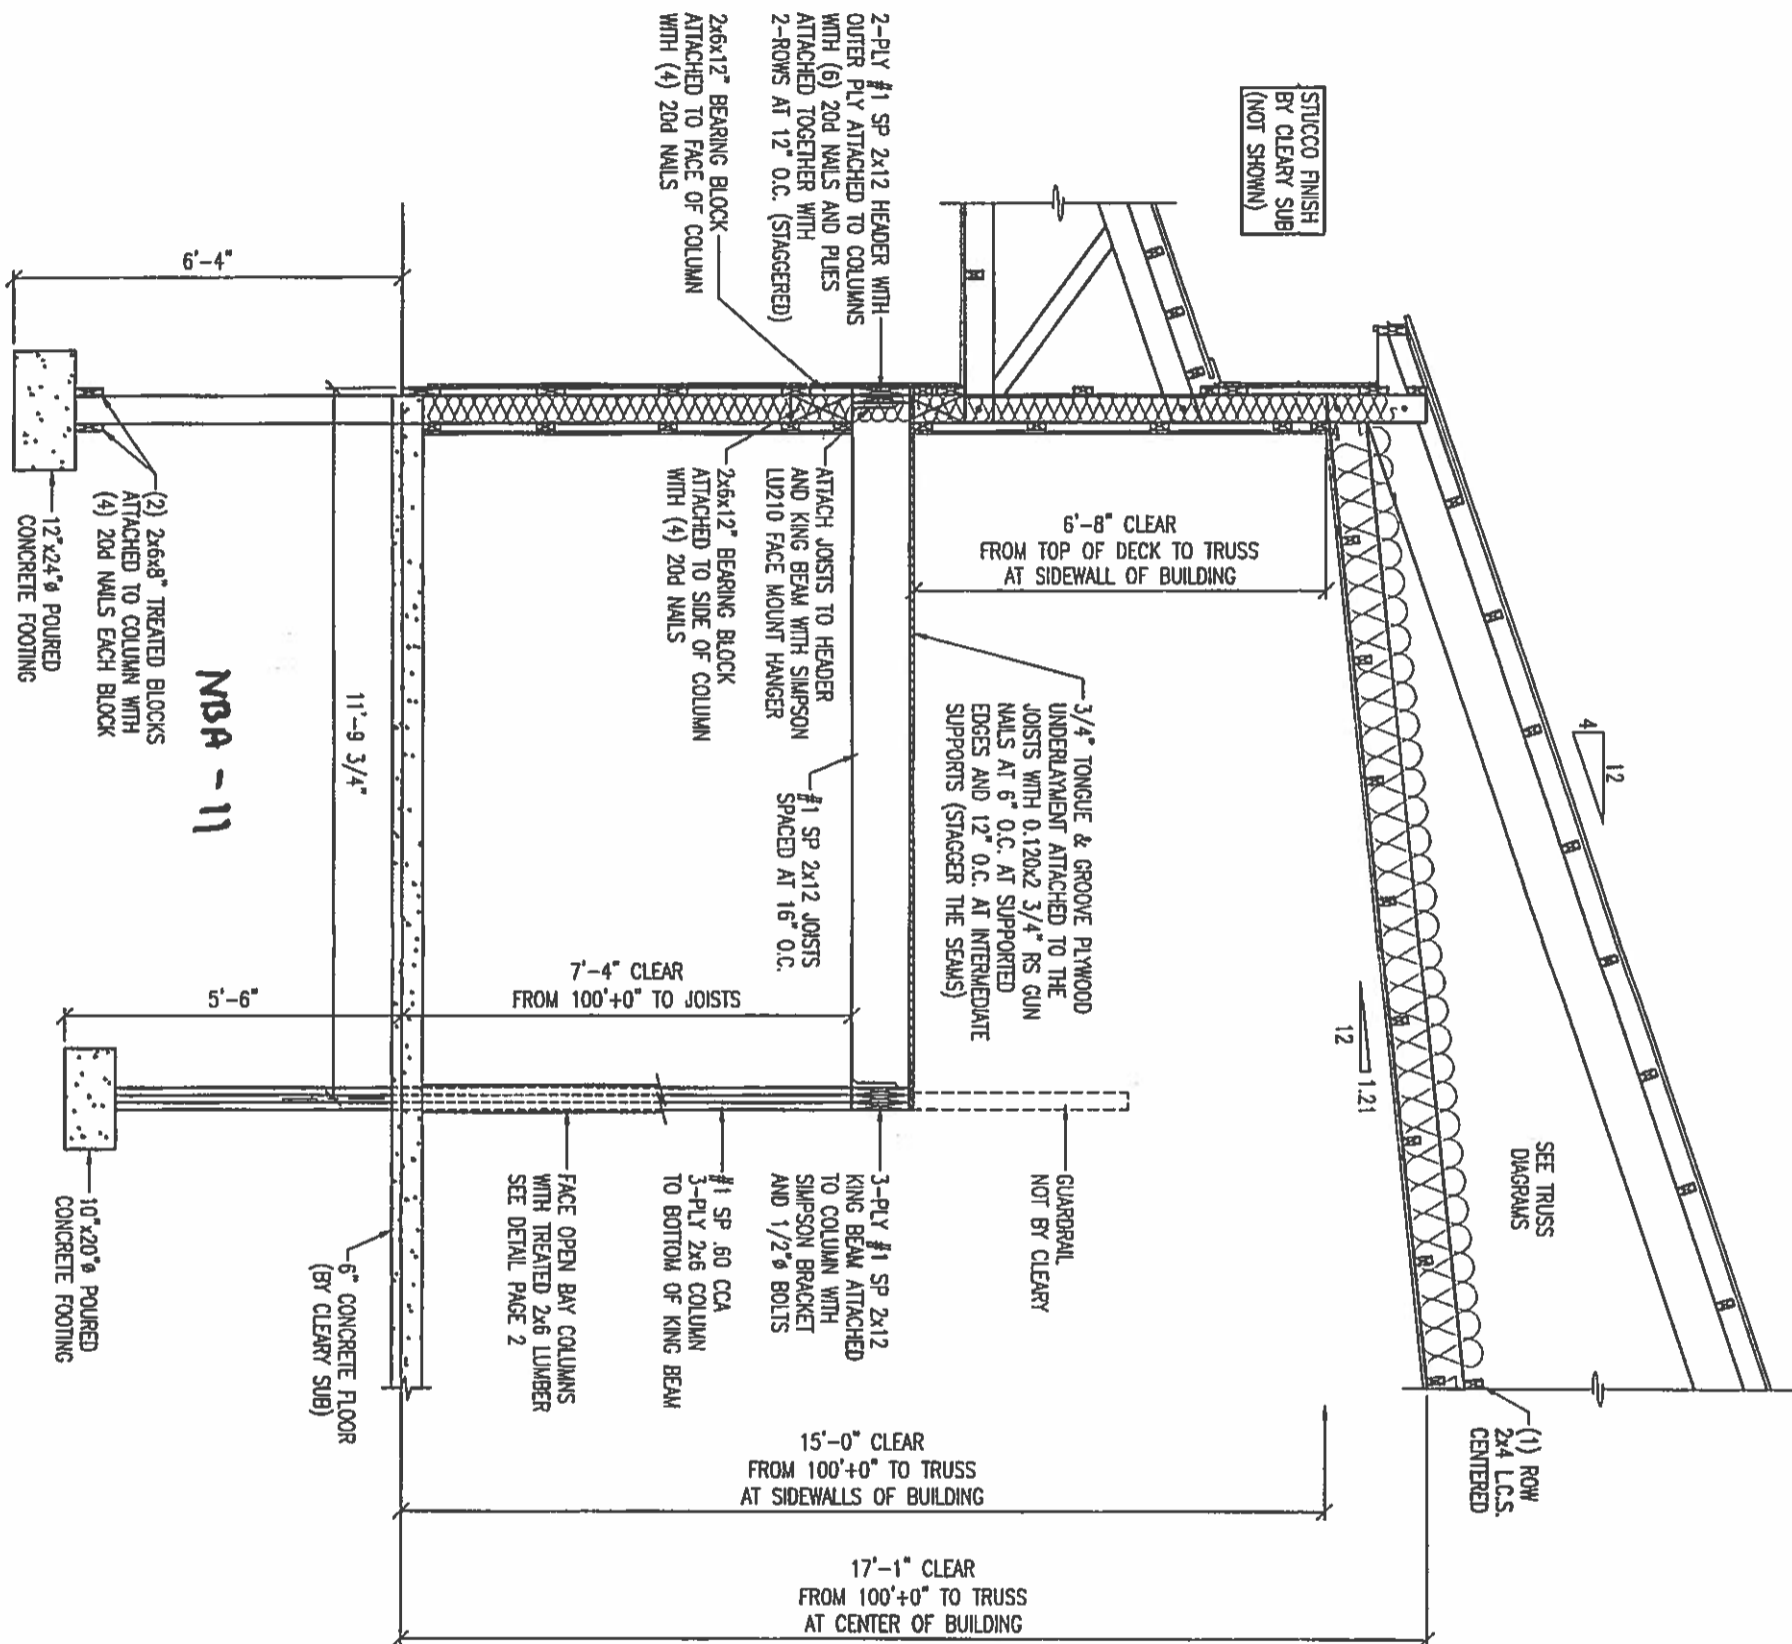 STUCCO FINISH
BY CLEARY SUB
(NOT SHOWN)
2-PLY #1 SP 2x12 HEADER WITH
OUTER PLY ATTACHED TO COLUMNS
WITH (6) 20d NAILS AND PLIES
ATTACHED TOGETHER WITH
2-ROWS AT 12" O.C. (STAGGERED)
2x6x12" BEARING BLOCK
ATTACHED TO FACE OF COLUMN
WITH (4) 20d NAILS
6'-4"
4
12
12
1.21
SEE TRUSS
DIAGRAMS
(1) ROW
2x4 L.C.S.
CENTERED
6'-8" CLEAR
FROM TOP OF DECK TO TRUSS
AT SIDEWALL OF BUILDING
3/4" TONGUE & GROOVE PLYWOOD
UNDERLAYMENT ATTACHED TO THE
JOISTS WITH 0.120x2 3/4" RS GUN
NAILS AT 6" O.C. AT SUPPORTED
EDGES AND 12" O.C. AT INTERMEDIATE
SUPPORTS (STAGGER THE SEAMS)
GUARDRAIL
NOT BY CLEARY
ATTACH JOISTS TO HEADER
AND KING BEAM WITH SIMPSON
LU210 FACE MOUNT HANGER
#1 SP 2x12 JOISTS
SPACED AT 16" O.C.
3-PLY #1 SP 2x12
KING BEAM ATTACHED
TO COLUMN WITH
SIMPSON BRACKET
AND 1/2"ø BOLTS
2x6x12" BEARING BLOCK
ATTACHED TO SIDE OF COLUMN
WITH (4) 20d NAILS
#1 SP .60 CCA
3-PLY 2x6 COLUMN
TO BOTTOM OF KING BEAM
7'-4" CLEAR
FROM 100'+0" TO JOISTS
FACE OPEN BAY COLUMNS
WITH TREATED 2x6 LUMBER
SEE DETAIL PAGE 2
15'-0" CLEAR
FROM 100'+0" TO TRUSS
AT SIDEWALLS OF BUILDING
17'-1" CLEAR
FROM 100'+0" TO TRUSS
AT CENTER OF BUILDING
11'-9 3/4"
5'-6"
6" CONCRETE FLOOR
(BY CLEARY SUB)
(2) 2x6x8" TREATED BLOCKS
ATTACHED TO COLUMN WITH
(4) 20d NAILS EACH BLOCK
12"x24"ø POURED
CONCRETE FOOTING
10"x20"ø POURED
CONCRETE FOOTING
NBA - 11